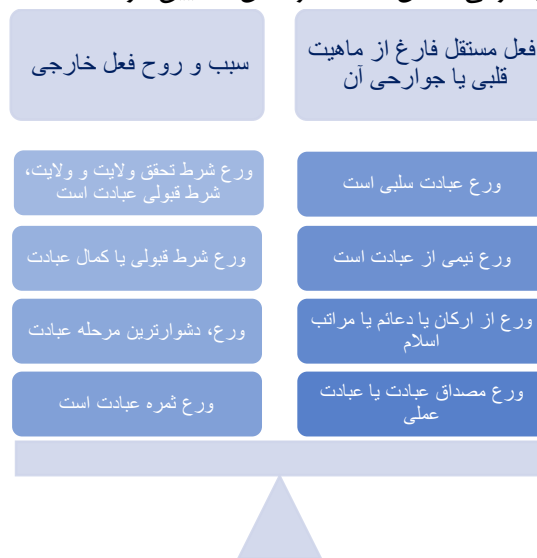 فعل مستقل فارغ از ماهیت
قلبی یا جوارحی آن
ورع عبادت سلبی است
ورع نیمی از عبادت است
ورع از ارکان یا دعائم یا مراتب
اسلام
ورع مصداق عبادت یا عبادت
عملی
سبب و روح فعل خارجی
ورع شرط تحقق ولایت و ولایت،
شرط قبولی عبادت است
ورع شرط قبولی یا کمال عبادت
ورع، دشوارترین مرحله عبادت
ورع ثمره عبادت است